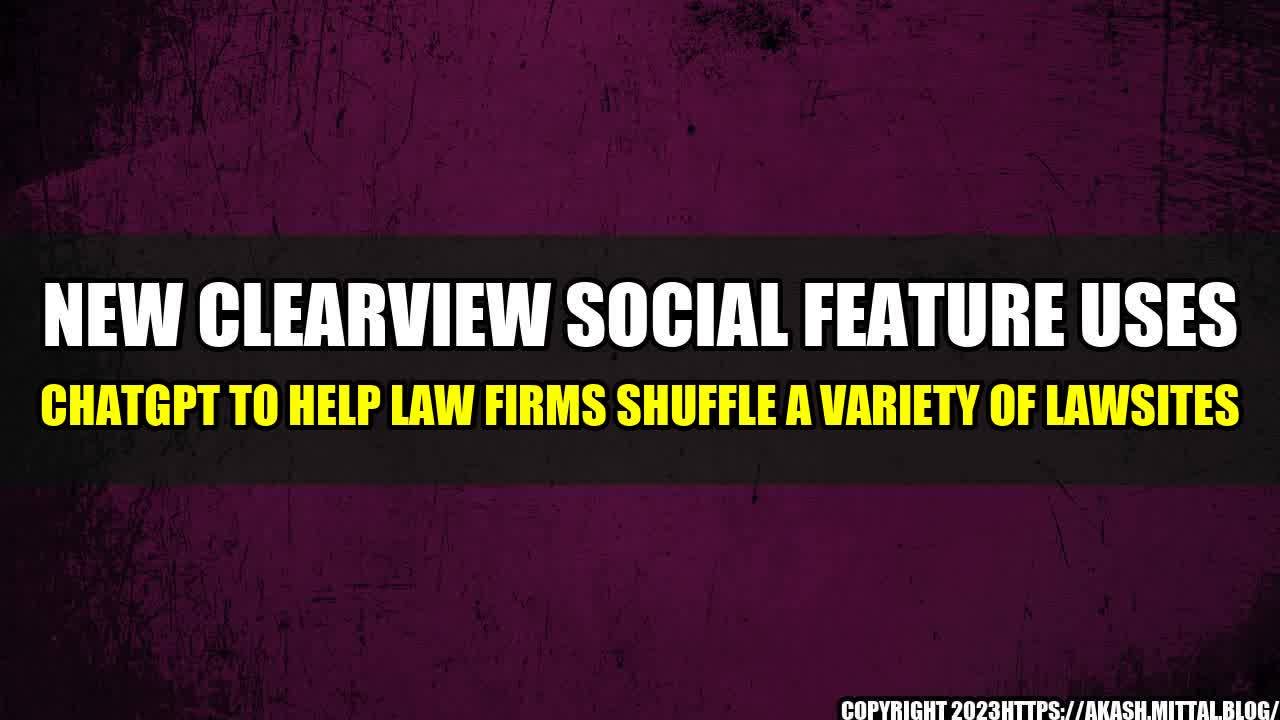 NEW CLEARVIEW SOCIAL FEATURE USES
CHATGPT TO HELP LAW FIRMS SHUFFLE A VARIETY OF LAWSITES
COPYRIGHT 2023HTTPS://AKASH.MITTAL.BLOG/